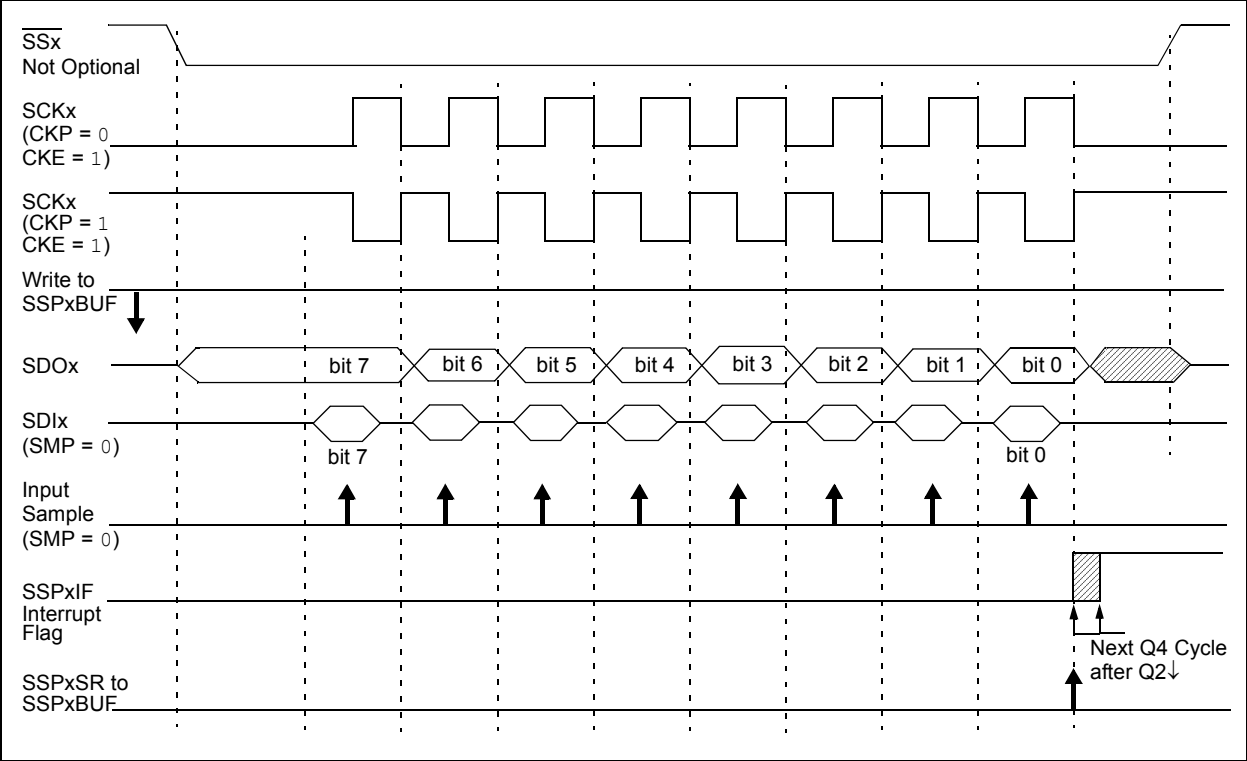 SSx
Not Optional
SCKx
(CKP = 0
CKE = 1)
SCKx
(CKP = 1
CKE = 1)
Write to
SSPxBUF
SDOx
bit 7
bit 6
bit 5
bit 4
bit 3
bit 2
bit 1
bit 0
SDIx
(SMP = 0)
bit 7
bit 0
Input
Sample
(SMP = 0)
SSPxIF
Interrupt
Flag
Next Q4 Cycle
after Q2↓
SSPxSR to
SSPxBUF